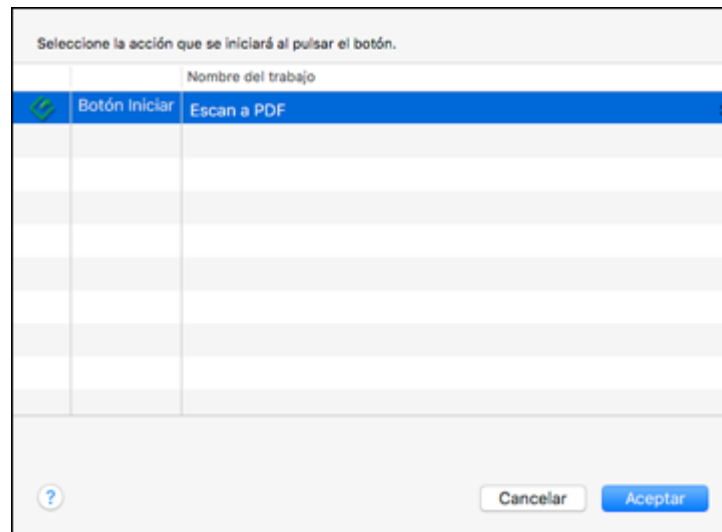 Seleccione la acción que se iniciará al pulsar el botón.
Nombre del trabajo
Botón Iniciar Escan a PDF
?
Cancelar Aceptar